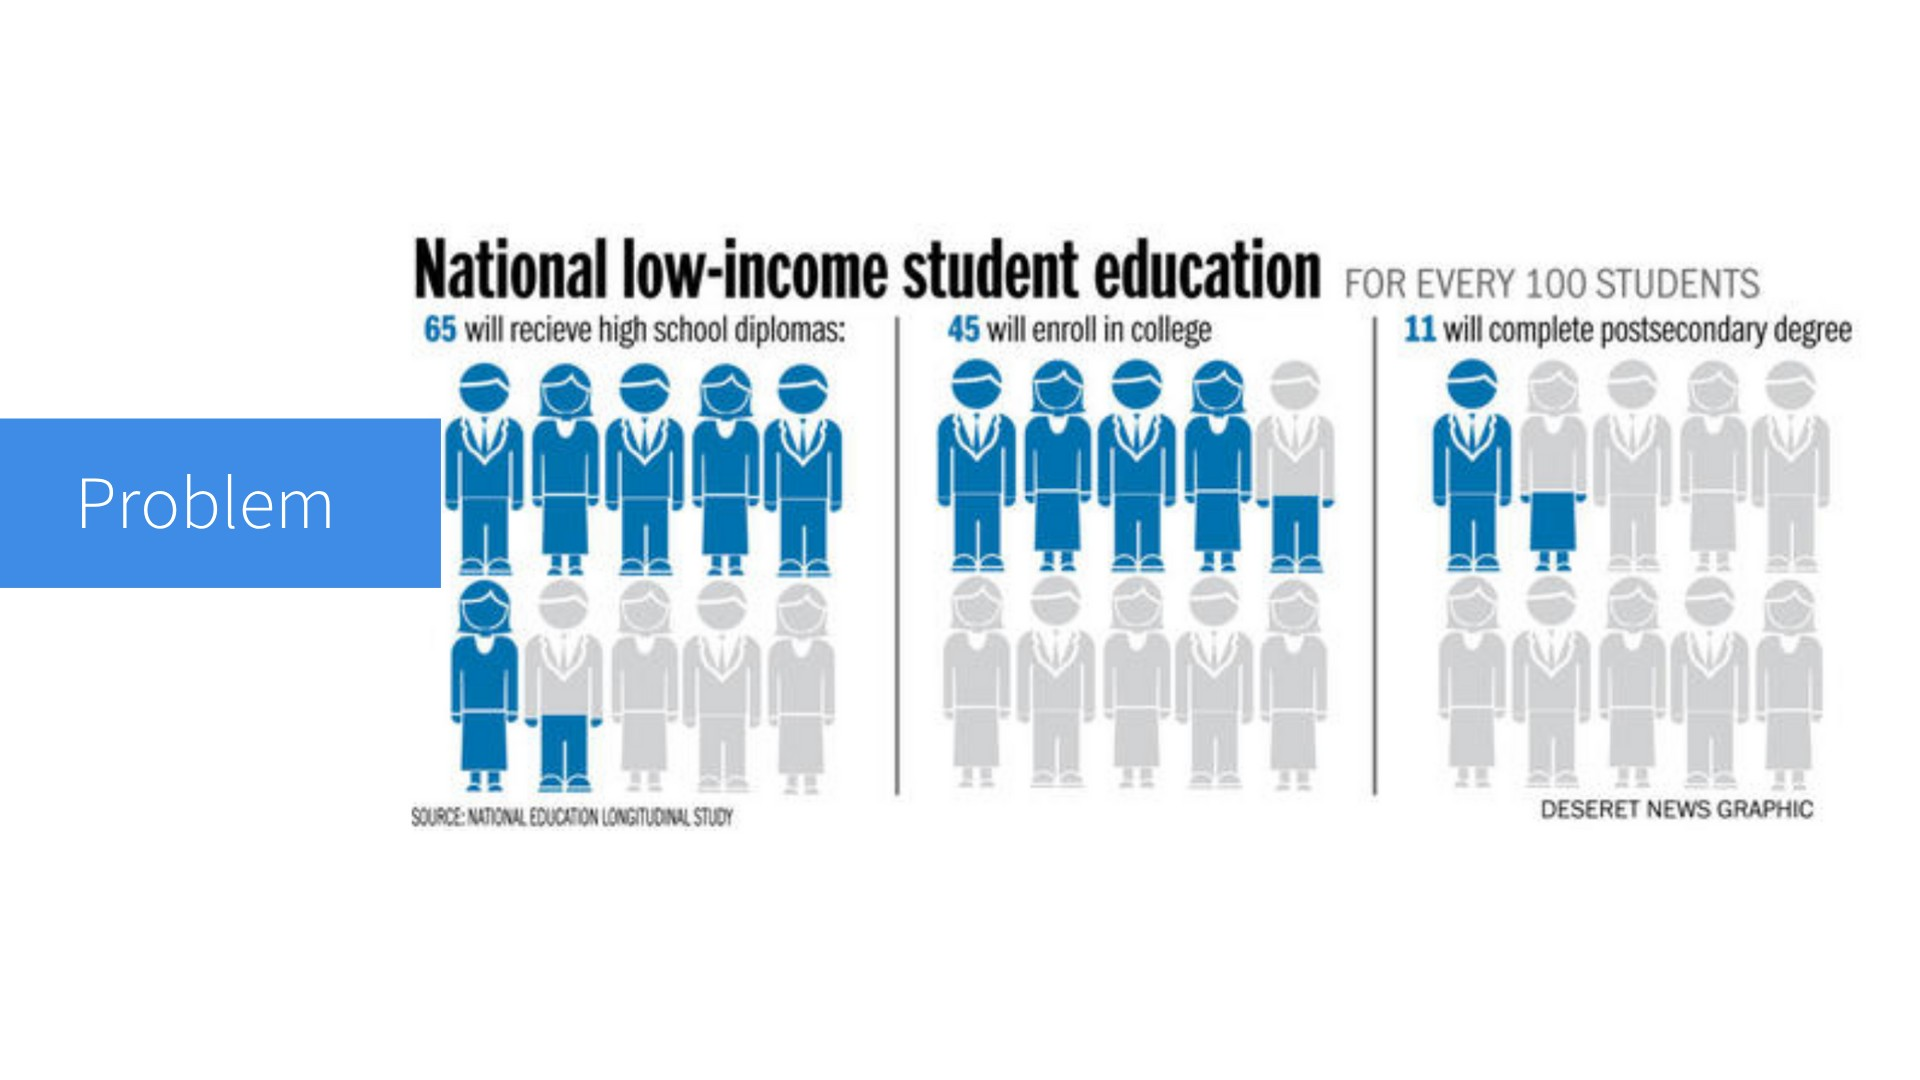 National low-income student education FOR EVERY 100 STUDENTS
65 will recieve high school diplomas:
45 will enroll in college
11 will complete postsecondary degree
Problem
SOURCE: NATIONAL EDUCATION LONGITUDINAL STUDY
DESERET NEWS GRAPHIC